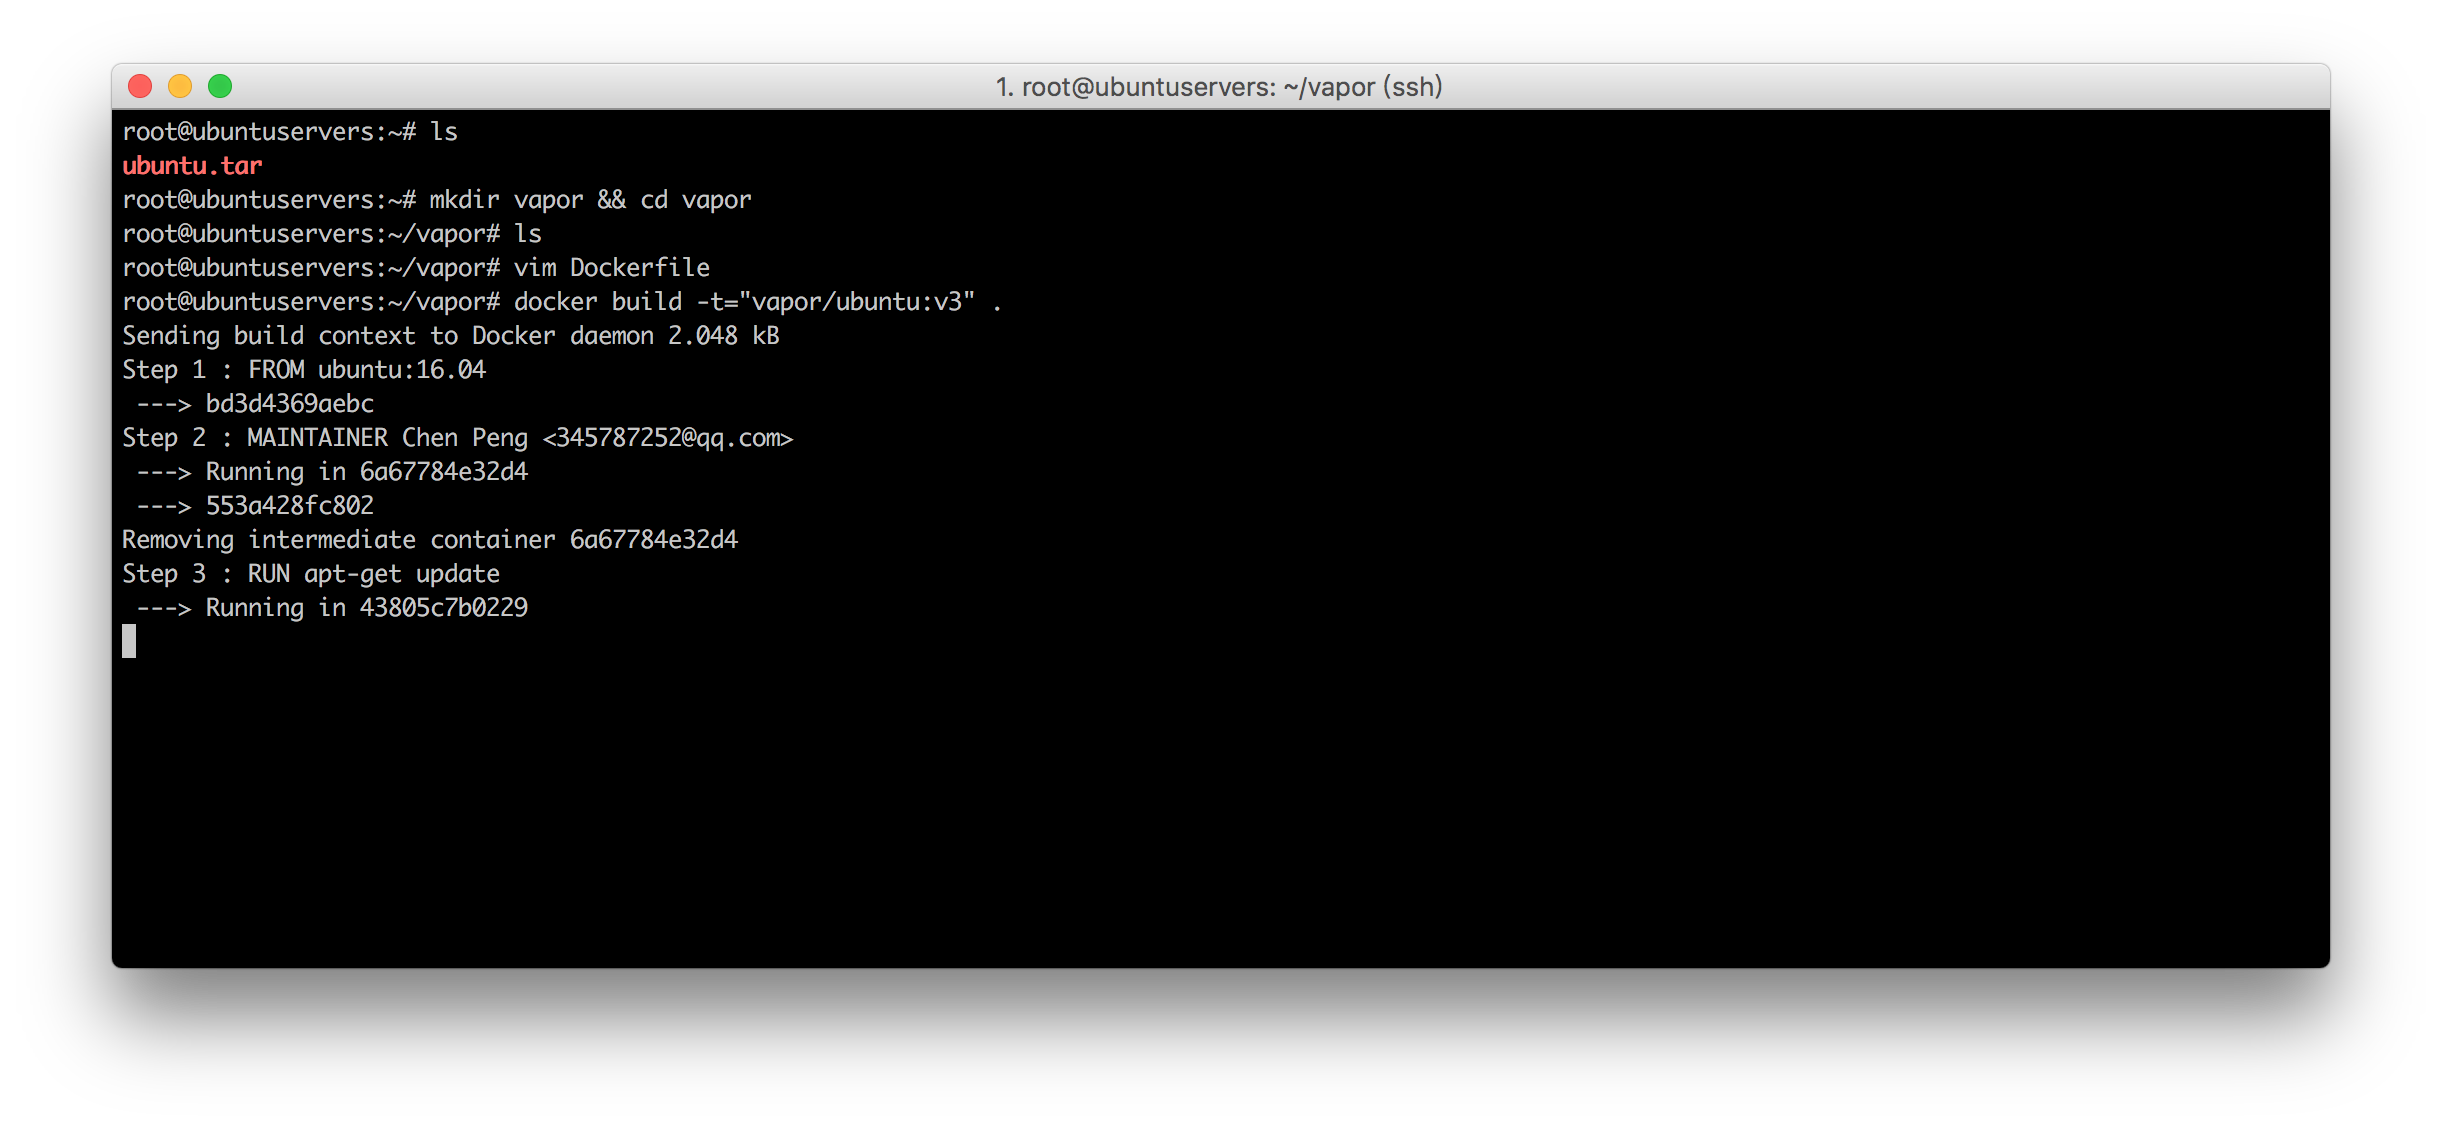 1. root@ubuntuservers: ~/vapor (ssh)
root@ubuntuservers:~# ls
ubuntu.tar
root@ubuntuservers:~# mkdir vapor && cd vapor
root@ubuntuservers:~/vapor# ls
root@ubuntuservers:~/vapor# vim Dockerfile
root@ubuntuservers:~/vapor# docker build -t="vapor/ubuntu:v3" .
Sending build context to Docker daemon 2.048 kB
Step 1 : FROM ubuntu:16.04
 ---> bd3d4369aebc
Step 2 : MAINTAINER Chen Peng <345787252@qq.com>
 ---> Running in 6a67784e32d4
 ---> 553a428fc802
Removing intermediate container 6a67784e32d4
Step 3 : RUN apt-get update
 ---> Running in 43805c7b0229